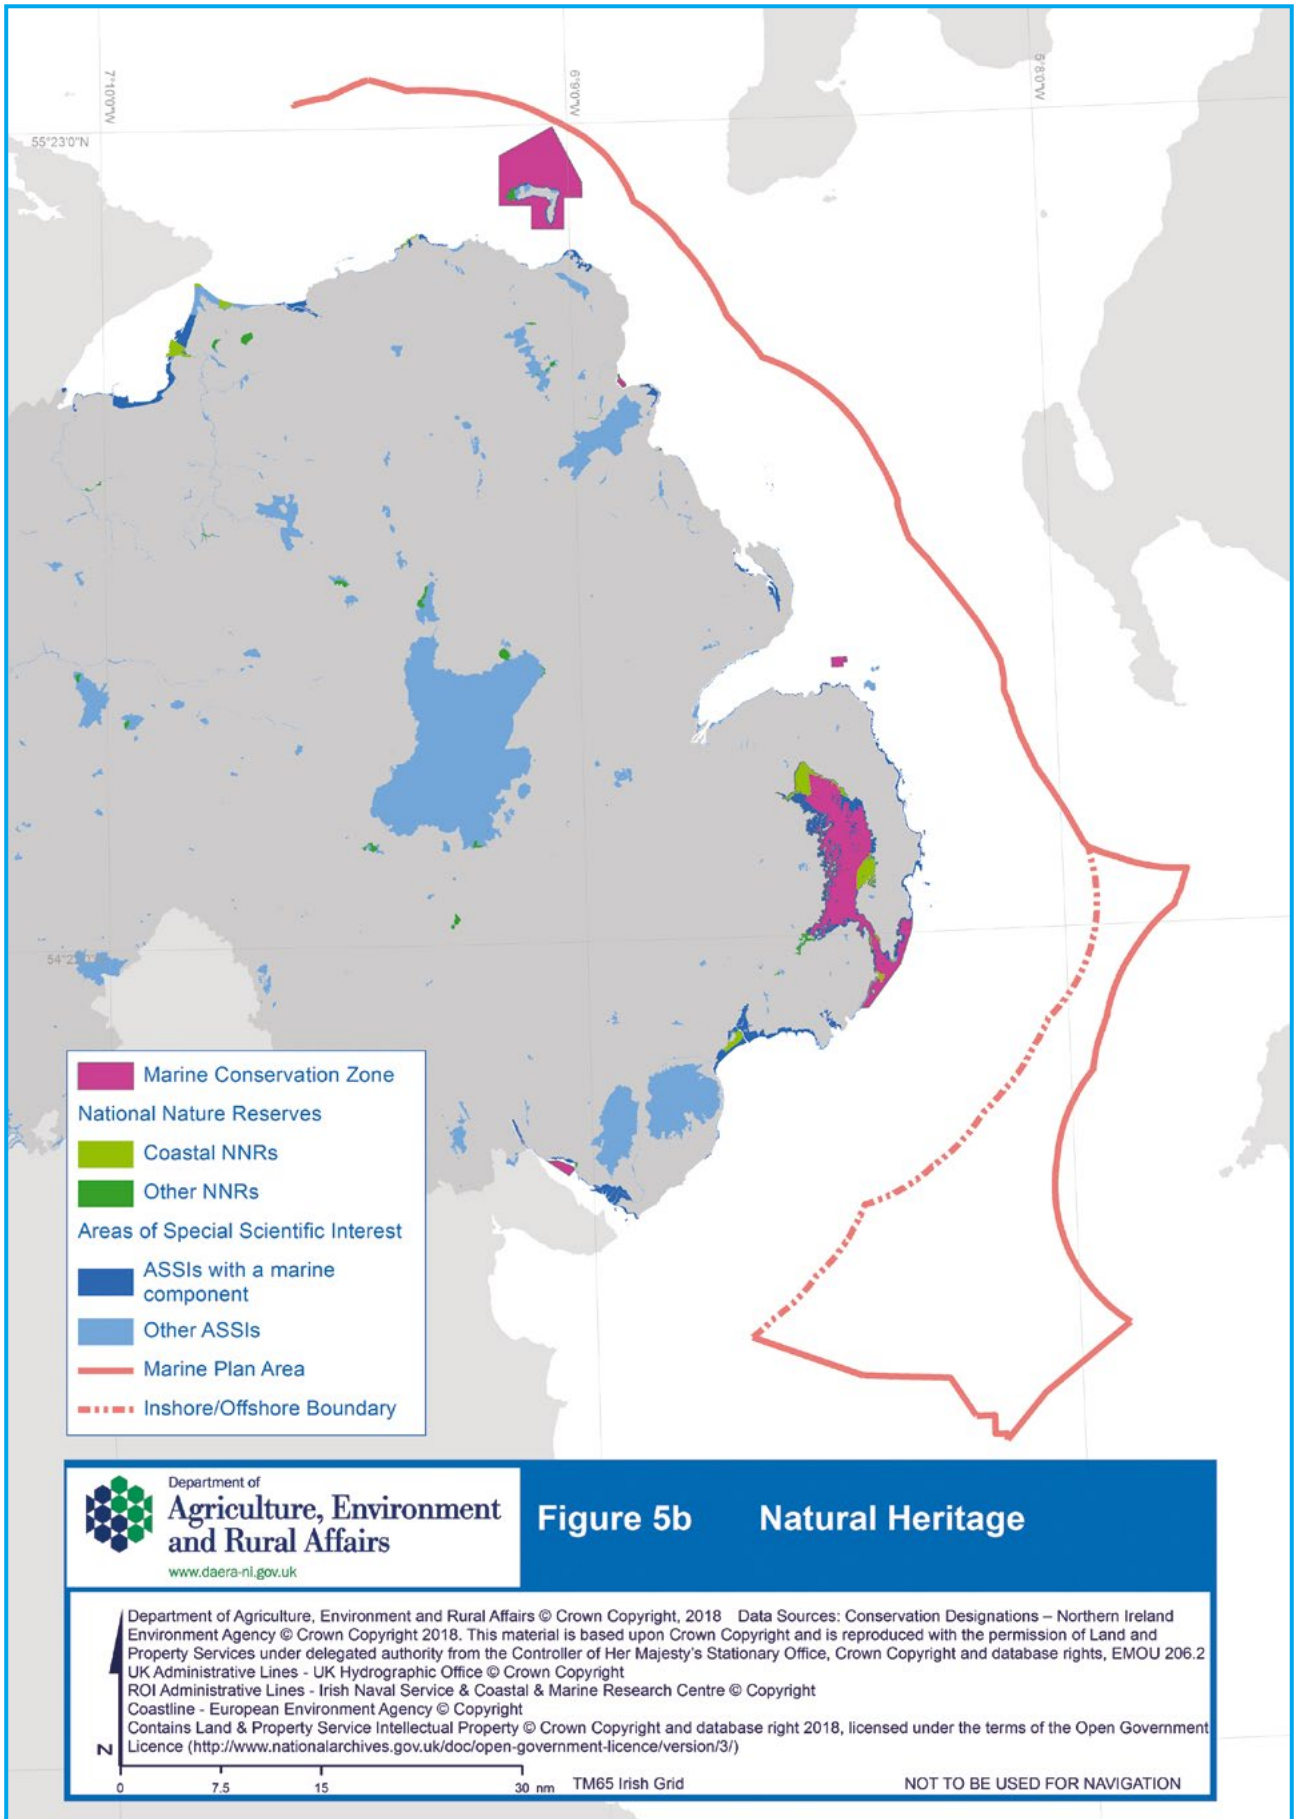 7°10'0"W
6°9'0"W
5°8'0"W
55°23'0"N
Marine Conservation Zone
National Nature Reserves
Coastal NNRs
Other NNRs
Areas of Special Scientific Interest
ASSIs with a marine
component
Other ASSIs
Marine Plan Area
Inshore/Offshore Boundary
Department of
Agriculture, Environment
and Rural Affairs
www.daera-ni.gov.uk
Figure 5b Natural Heritage
Department of Agriculture, Environment and Rural Affairs © Crown Copyright, 2018 Data Sources: Conservation Designations – Northern Ireland
Environment Agency © Crown Copyright 2018. This material is based upon Crown Copyright and is reproduced with the permission of Land and
Property Services under delegated authority from the Controller of Her Majesty's Stationary Office, Crown Copyright and database rights, EMOU 206.2
UK Administrative Lines - UK Hydrographic Office © Crown Copyright
ROI Administrative Lines - Irish Naval Service & Coastal & Marine Research Centre © Copyright
Coastline - European Environment Agency © Copyright
Contains Land & Property Service Intellectual Property © Crown Copyright and database right 2018, licensed under the terms of the Open Government
Licence (http://www.nationalarchives.gov.uk/doc/open-government-licence/version/3/)
N
0 7.5 15 30 nm TM65 Irish Grid NOT TO BE USED FOR NAVIGATION